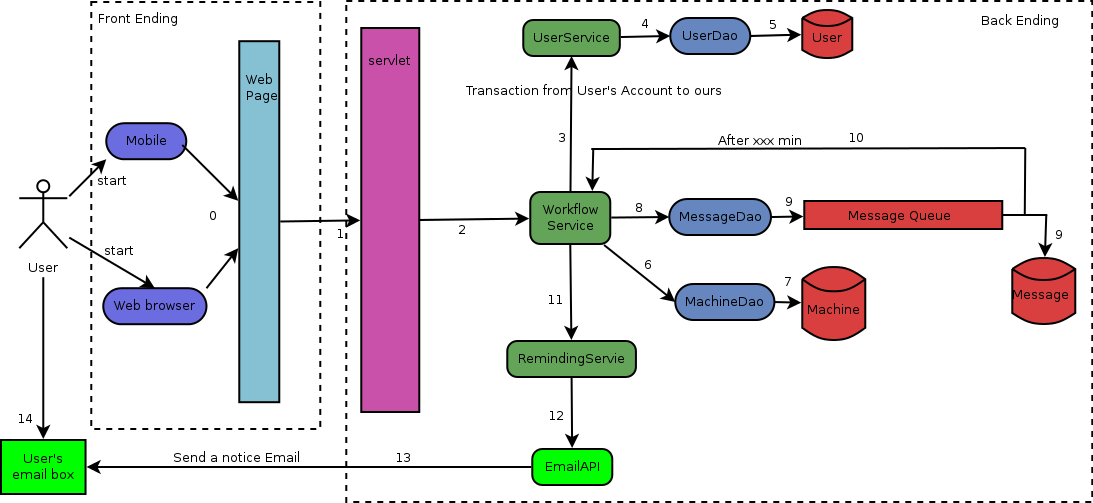 Front Ending
Back Ending
UserService
4
UserDao
5
User
servlet
Web
Page
Transaction from User's Account to ours
3
After xxx min
10
Mobile
start
0
1
2
Workflow
Service
8
MessageDao
9
Message Queue
9
User
start
Web browser
6
7
MachineDao
Machine
Message
11
RemindingServie
12
14
User's
email box
Send a notice Email
13
EmailAPI